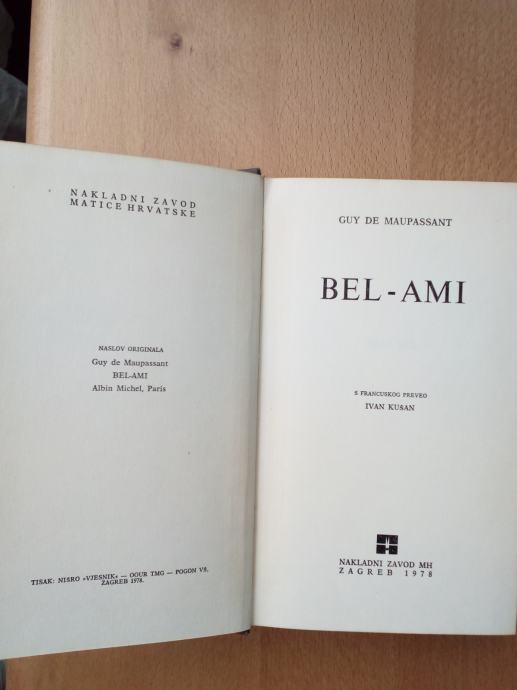 NAKLADNI ZAVOD
MATICE HRVATSKE
NASLOV ORIGINALA
Guy de Maupassant
BEL-AMI
Albin Michel, Paris
TISAK: NISRO »VJESNIK« — OOUR TMG — POGON VŠ,
ZAGREB 1978.
GUY DE MAUPASSANT
BEL-AMI
S FRANCUSKOG PREVEO
IVAN KUŠAN
NAKLADNI ZAVOD MH
ZAGREB 1978